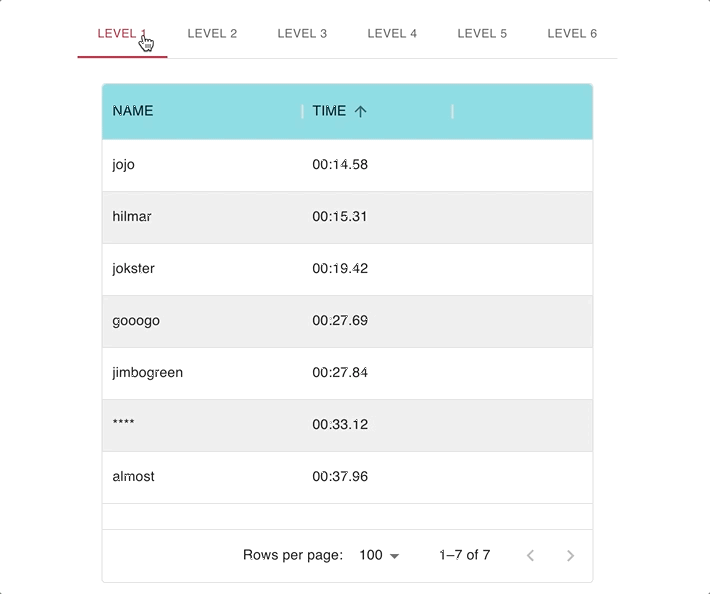 LEVEL 1 LEVEL 2 LEVEL 3 LEVEL 4 LEVEL 5 LEVEL 6
NAME TIME
jojo 00:14.58
hilmar 00:15.31
jokster 00:19.42
gooogo 00:27.69
jimbogreen 00:27.84
**** 00:33.12
almost 00:37.96
Rows per page: 100 1–7 of 7